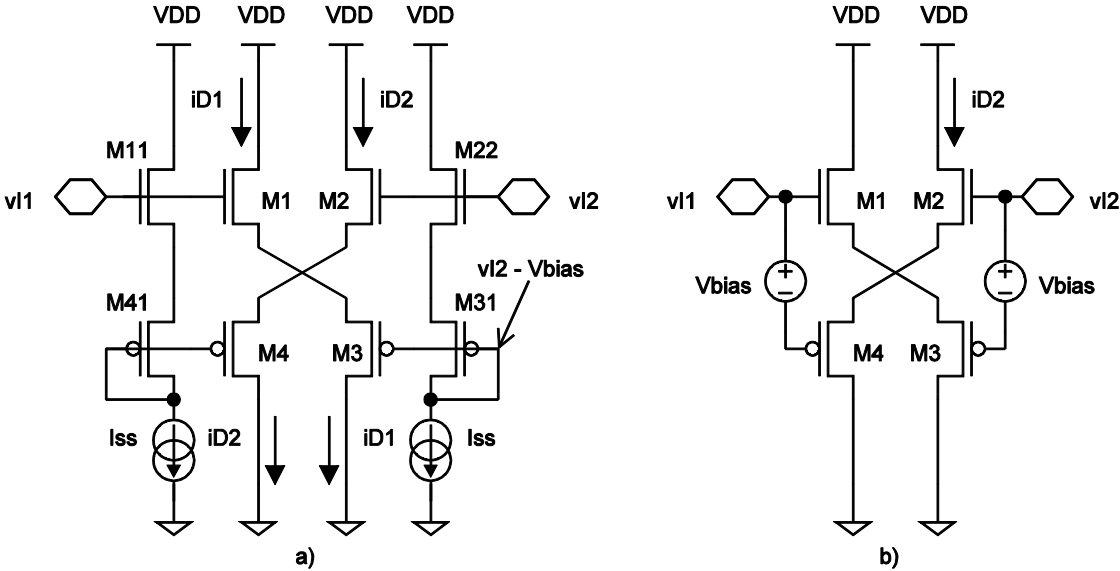 VDD VDD VDD VDD VDD VDD
iD1 iD2 iD2
M11 M22
vI1 M1 M2 vI2 vI1 M1 M2 vI2
vI2 - Vbias
+ +
Vbias Vbias
− −
M41 M31
M4 M3 M4 M3
Iss iD2 iD1 Iss
a) b)